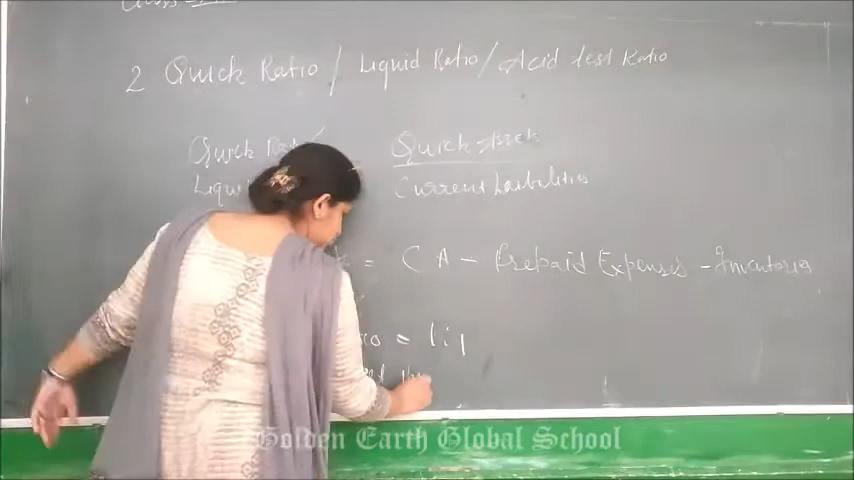 2 Quick Ratio / Liquid Ratio / Acid test Ratio
Quick Quick Assets
Liqui Current Liabilities
= CA - Prepaid Expenses - Inventories
= 1:1
Golden Earth Global School